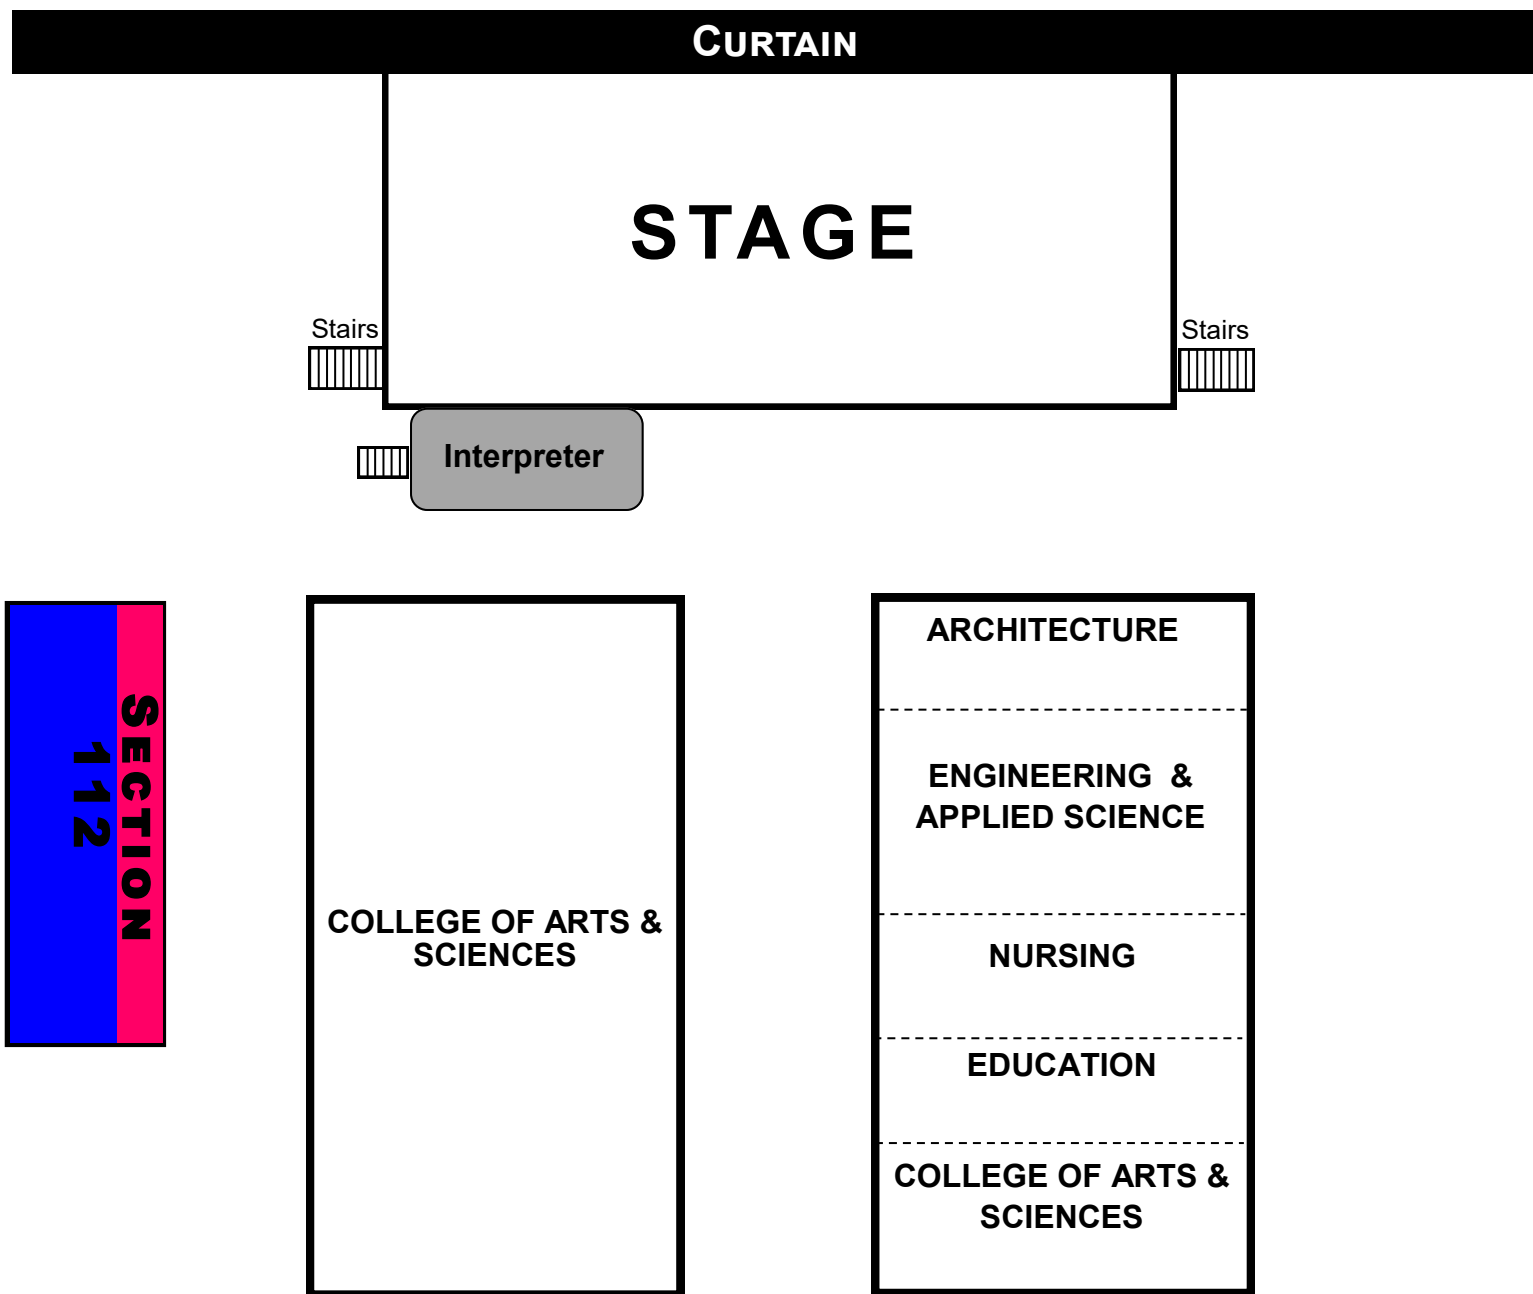 CURTAIN
STAGE
Stairs
Stairs
Interpreter
SECTION
112
COLLEGE OF ARTS &
SCIENCES
ARCHITECTURE
ENGINEERING &
APPLIED SCIENCE
NURSING
EDUCATION
COLLEGE OF ARTS &
SCIENCES